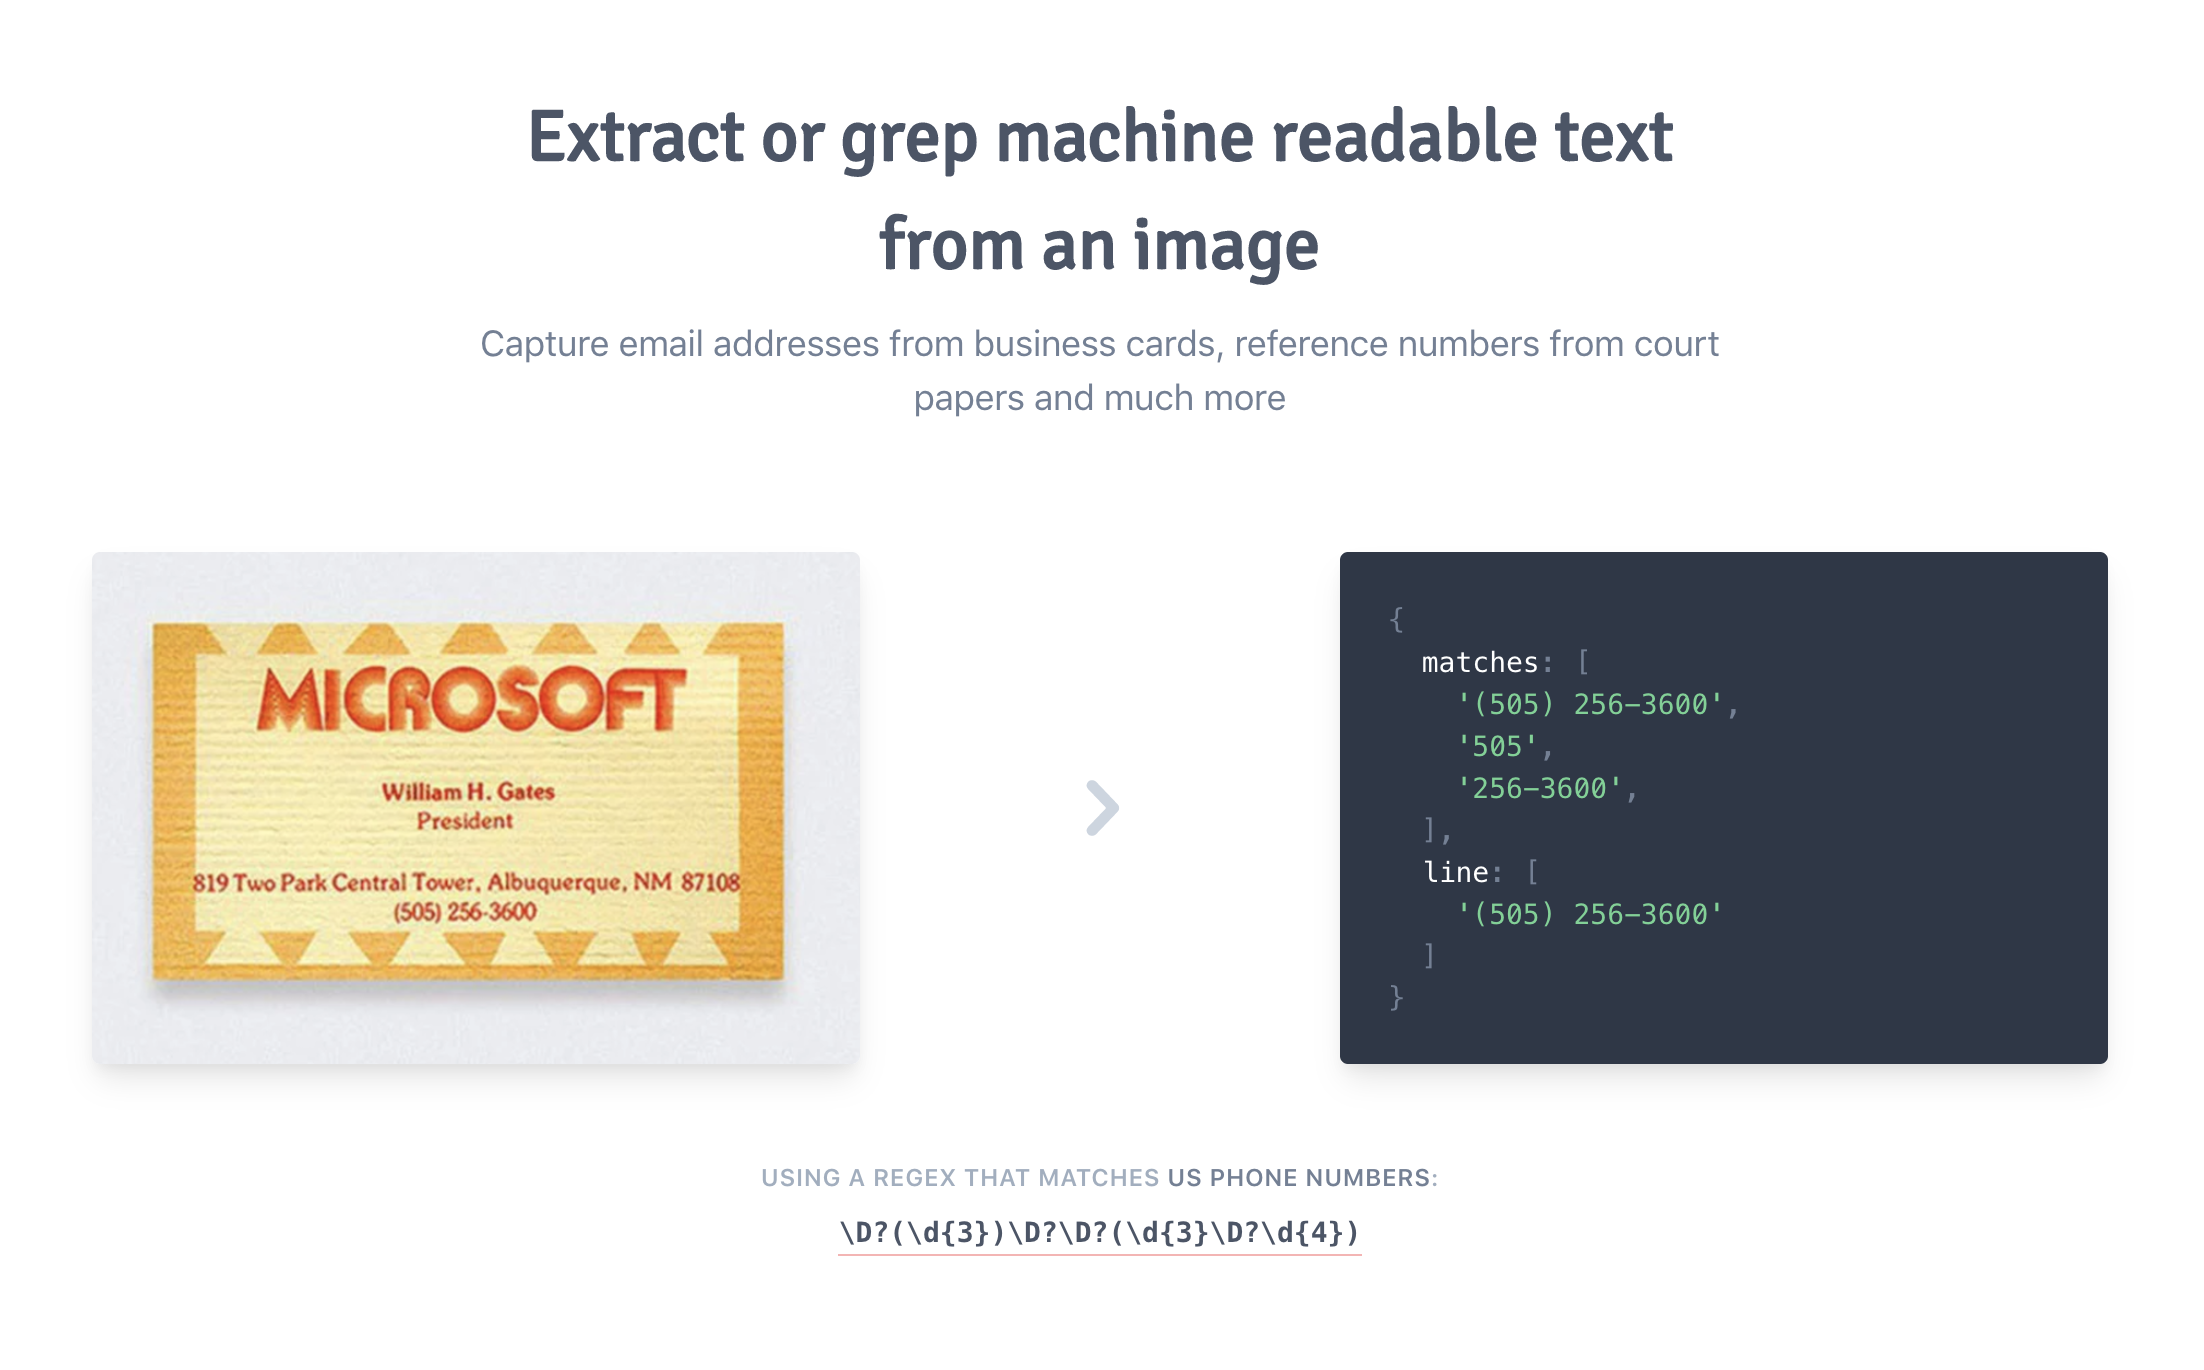 Extract or grep machine readable text
from an image
Capture email addresses from business cards, reference numbers from court
papers and much more
MICROSOFT
William H. Gates
President
819 Two Park Central Tower, Albuquerque, NM 87108
(505) 256-3600
{
matches: [
'(505) 256-3600',
'505',
'256-3600',
],
line: [
'(505) 256-3600'
]
}
USING A REGEX THAT MATCHES US PHONE NUMBERS:
\D?(\d{3})\D?\D?(\d{3}\D?\d{4})